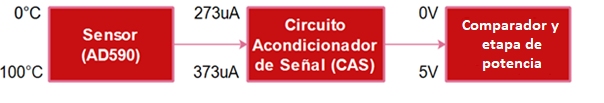 0°C
100°C
Sensor
(AD590)
273uA
373uA
Circuito
Acondicionador
de Señal (CAS)
0V
5V
Comparador y
etapa de
potencia